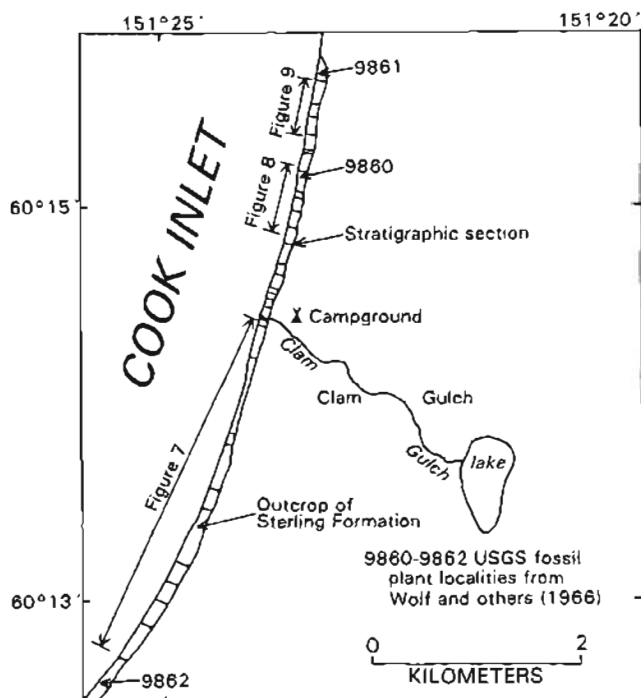 151°25'
151°20'
9861
Figure 9
9860
Figure 8
60°15'
Stratigraphic section
COOK INLET
Campground
Clam
Clam Gulch
Gulch
lake
Figure 7
Outcrop of
Sterling Formation
9860-9862 USGS fossil
plant localities from
Wolf and others (1966)
60°13'
0 2
KILOMETERS
9862